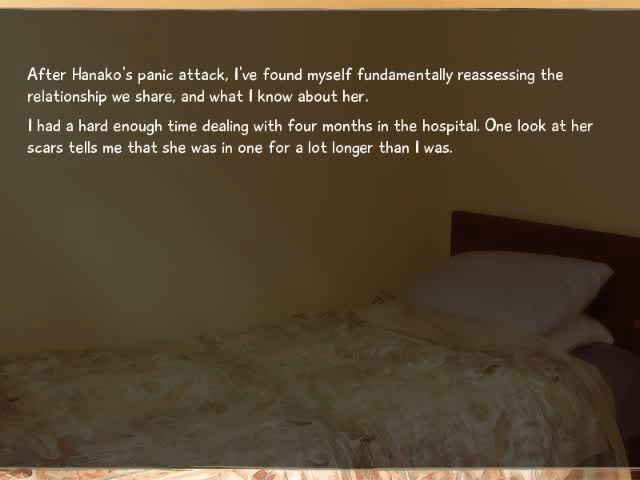 After Hanako's panic attack, I've found myself fundamentally reassessing the
relationship we share, and what I know about her.
I had a hard enough time dealing with four months in the hospital. One look at her
scars tells me that she was in one for a lot longer than I was.